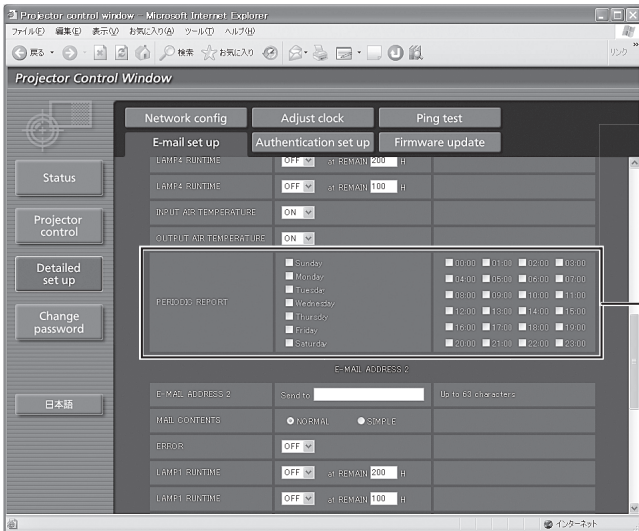 Projector control window - Microsoft Internet Explorer
ファイル(F) 編集(E) 表示(V) お気に入り(A) ツール(T) ヘルプ(H)
戻る 検索 お気に入り リンク »
Projector Control Window
Network config Adjust clock Ping test
E-mail set up Authentication set up Firmware update
Status
Projector control
Detailed set up
Change password
日本語
LAMP4 RUNTIME OFF at REMAIN 200 H
LAMP4 RUNTIME OFF at REMAIN 100 H
INPUT AIR TEMPERATURE ON
OUTPUT AIR TEMPERATURE ON
PERIODIC REPORT
Sunday
Monday
Tuesday
Wednesday
Thursday
Friday
Saturday
00:00 01:00 02:00 03:00
04:00 05:00 06:00 07:00
08:00 09:00 10:00 11:00
12:00 13:00 14:00 15:00
16:00 17:00 18:00 19:00
20:00 21:00 22:00 23:00
E-MAIL ADDRESS 2
E-MAIL ADDRESS 2 Send to Up to 63 characters
MAIL CONTENTS NORMAL SIMPLE
ERROR OFF
LAMP1 RUNTIME OFF at REMAIN 200 H
LAMP1 RUNTIME OFF at REMAIN 100 H
インターネット